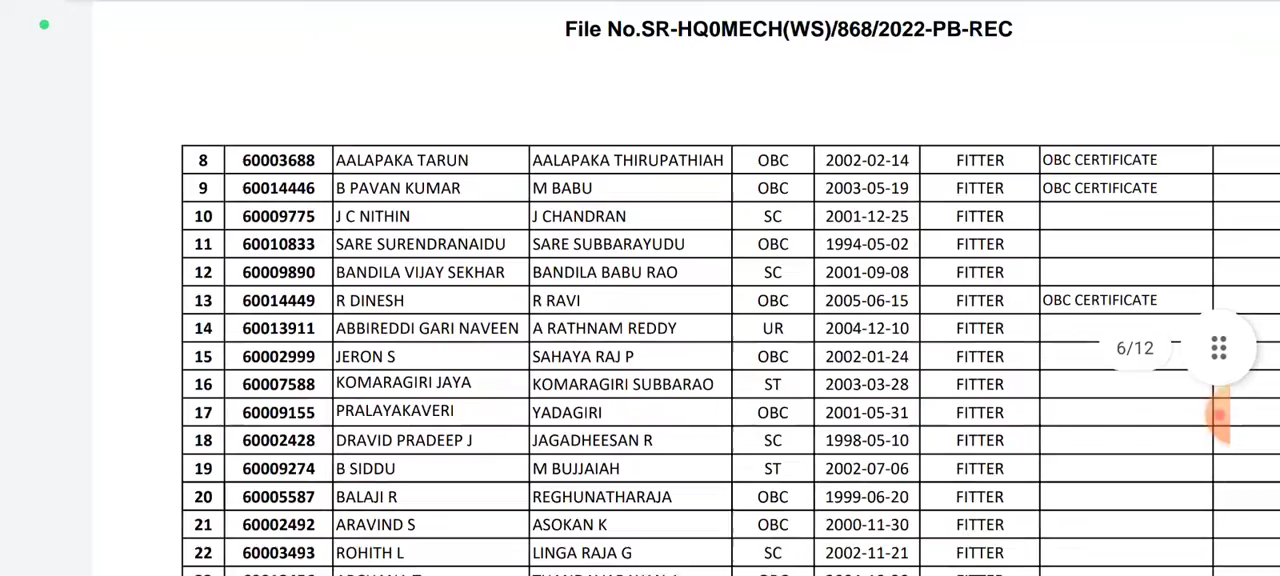 File No.SR-HQ0MECH(WS)/868/2022-PB-REC
8 60003688 AALAPAKA TARUN AALAPAKA THIRUPATHIAH OBC 2002-02-14 FITTER OBC CERTIFICATE
9 60014446 B PAVAN KUMAR M BABU OBC 2003-05-19 FITTER OBC CERTIFICATE
10 60009775 J C NITHIN J CHANDRAN SC 2001-12-25 FITTER
11 60010833 SARE SURENDRANAIDU SARE SUBBARAYUDU OBC 1994-05-02 FITTER
12 60009890 BANDILA VIJAY SEKHAR BANDILA BABU RAO SC 2001-09-08 FITTER
13 60014449 R DINESH R RAVI OBC 2005-06-15 FITTER OBC CERTIFICATE
14 60013911 ABBIREDDI GARI NAVEEN A RATHNAM REDDY UR 2004-12-10 FITTER
6/12
15 60002999 JERON S SAHAYA RAJ P OBC 2002-01-24 FITTER
16 60007588 KOMARAGIRI JAYA KOMARAGIRI SUBBARAO ST 2003-03-28 FITTER
17 60009155 PRALAYAKAVERI YADAGIRI OBC 2001-05-31 FITTER
18 60002428 DRAVID PRADEEP J JAGADHEESAN R SC 1998-05-10 FITTER
19 60009274 B SIDDU M BUJJAIAH ST 2002-07-06 FITTER
20 60005587 BALAJI R REGHUNATHARAJA OBC 1999-06-20 FITTER
21 60002492 ARAVIND S ASOKAN K OBC 2000-11-30 FITTER
22 60003493 ROHITH L LINGA RAJA G SC 2002-11-21 FITTER